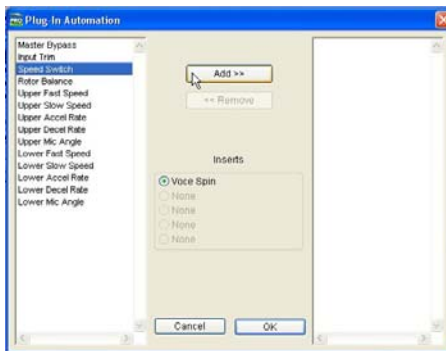 Plug-In Automation
Master Bypass
Input Trim
Speed Switch
Rotor Balance
Upper Fast Speed
Upper Slow Speed
Upper Accel Rate
Upper Decel Rate
Upper Mic Angle
Lower Fast Speed
Lower Slow Speed
Lower Accel Rate
Lower Decel Rate
Lower Mic Angle
Add >>
<< Remove
Inserts
Voce Spin
None
None
None
None
Cancel
OK